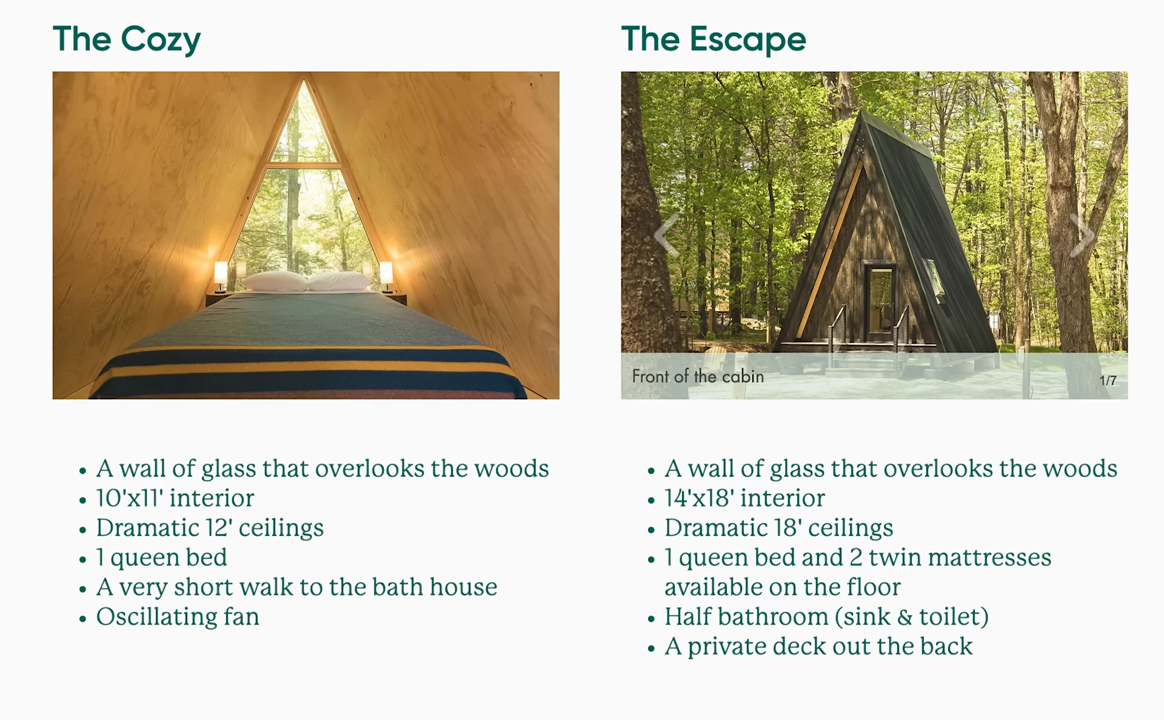 The Cozy
The Escape
Front of the cabin
1/7
• A wall of glass that overlooks the woods
• 10'x11' interior
• Dramatic 12' ceilings
• 1 queen bed
• A very short walk to the bath house
• Oscillating fan
• A wall of glass that overlooks the woods
• 14'x18' interior
• Dramatic 18' ceilings
• 1 queen bed and 2 twin mattresses
available on the floor
• Half bathroom (sink & toilet)
• A private deck out the back